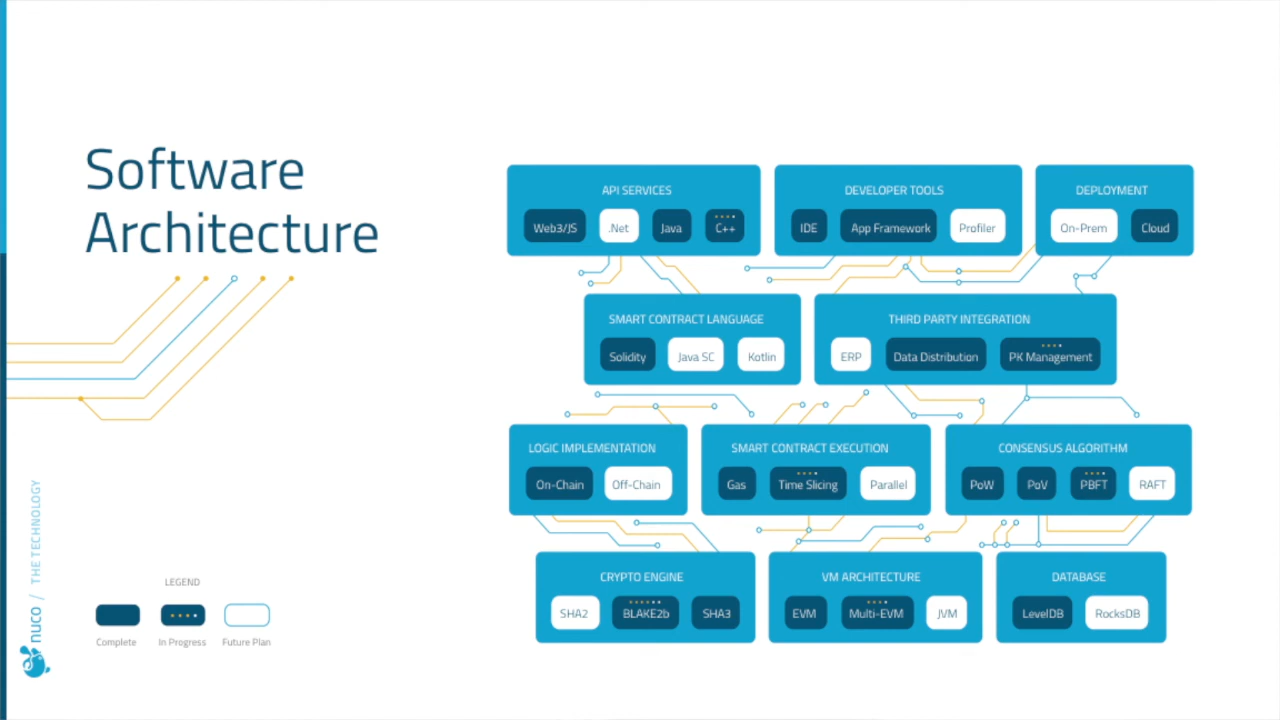 Software
Architecture
API SERVICES
Web3/JS .Net Java C++
DEVELOPER TOOLS
IDE App Framework Profiler
DEPLOYMENT
On-Prem Cloud
SMART CONTRACT LANGUAGE
Solidity Java SC Kotlin
THIRD PARTY INTEGRATION
ERP Data Distribution PK Management
LOGIC IMPLEMENTATION
On-Chain Off-Chain
SMART CONTRACT EXECUTION
Gas Time Slicing Parallel
CONSENSUS ALGORITHM
PoW PoV PBFT RAFT
CRYPTO ENGINE
SHA2 BLAKE2b SHA3
VM ARCHITECTURE
EVM Multi-EVM JVM
DATABASE
LevelDB RocksDB
LEGEND
Complete In Progress Future Plan
nuco / THE TECHNOLOGY